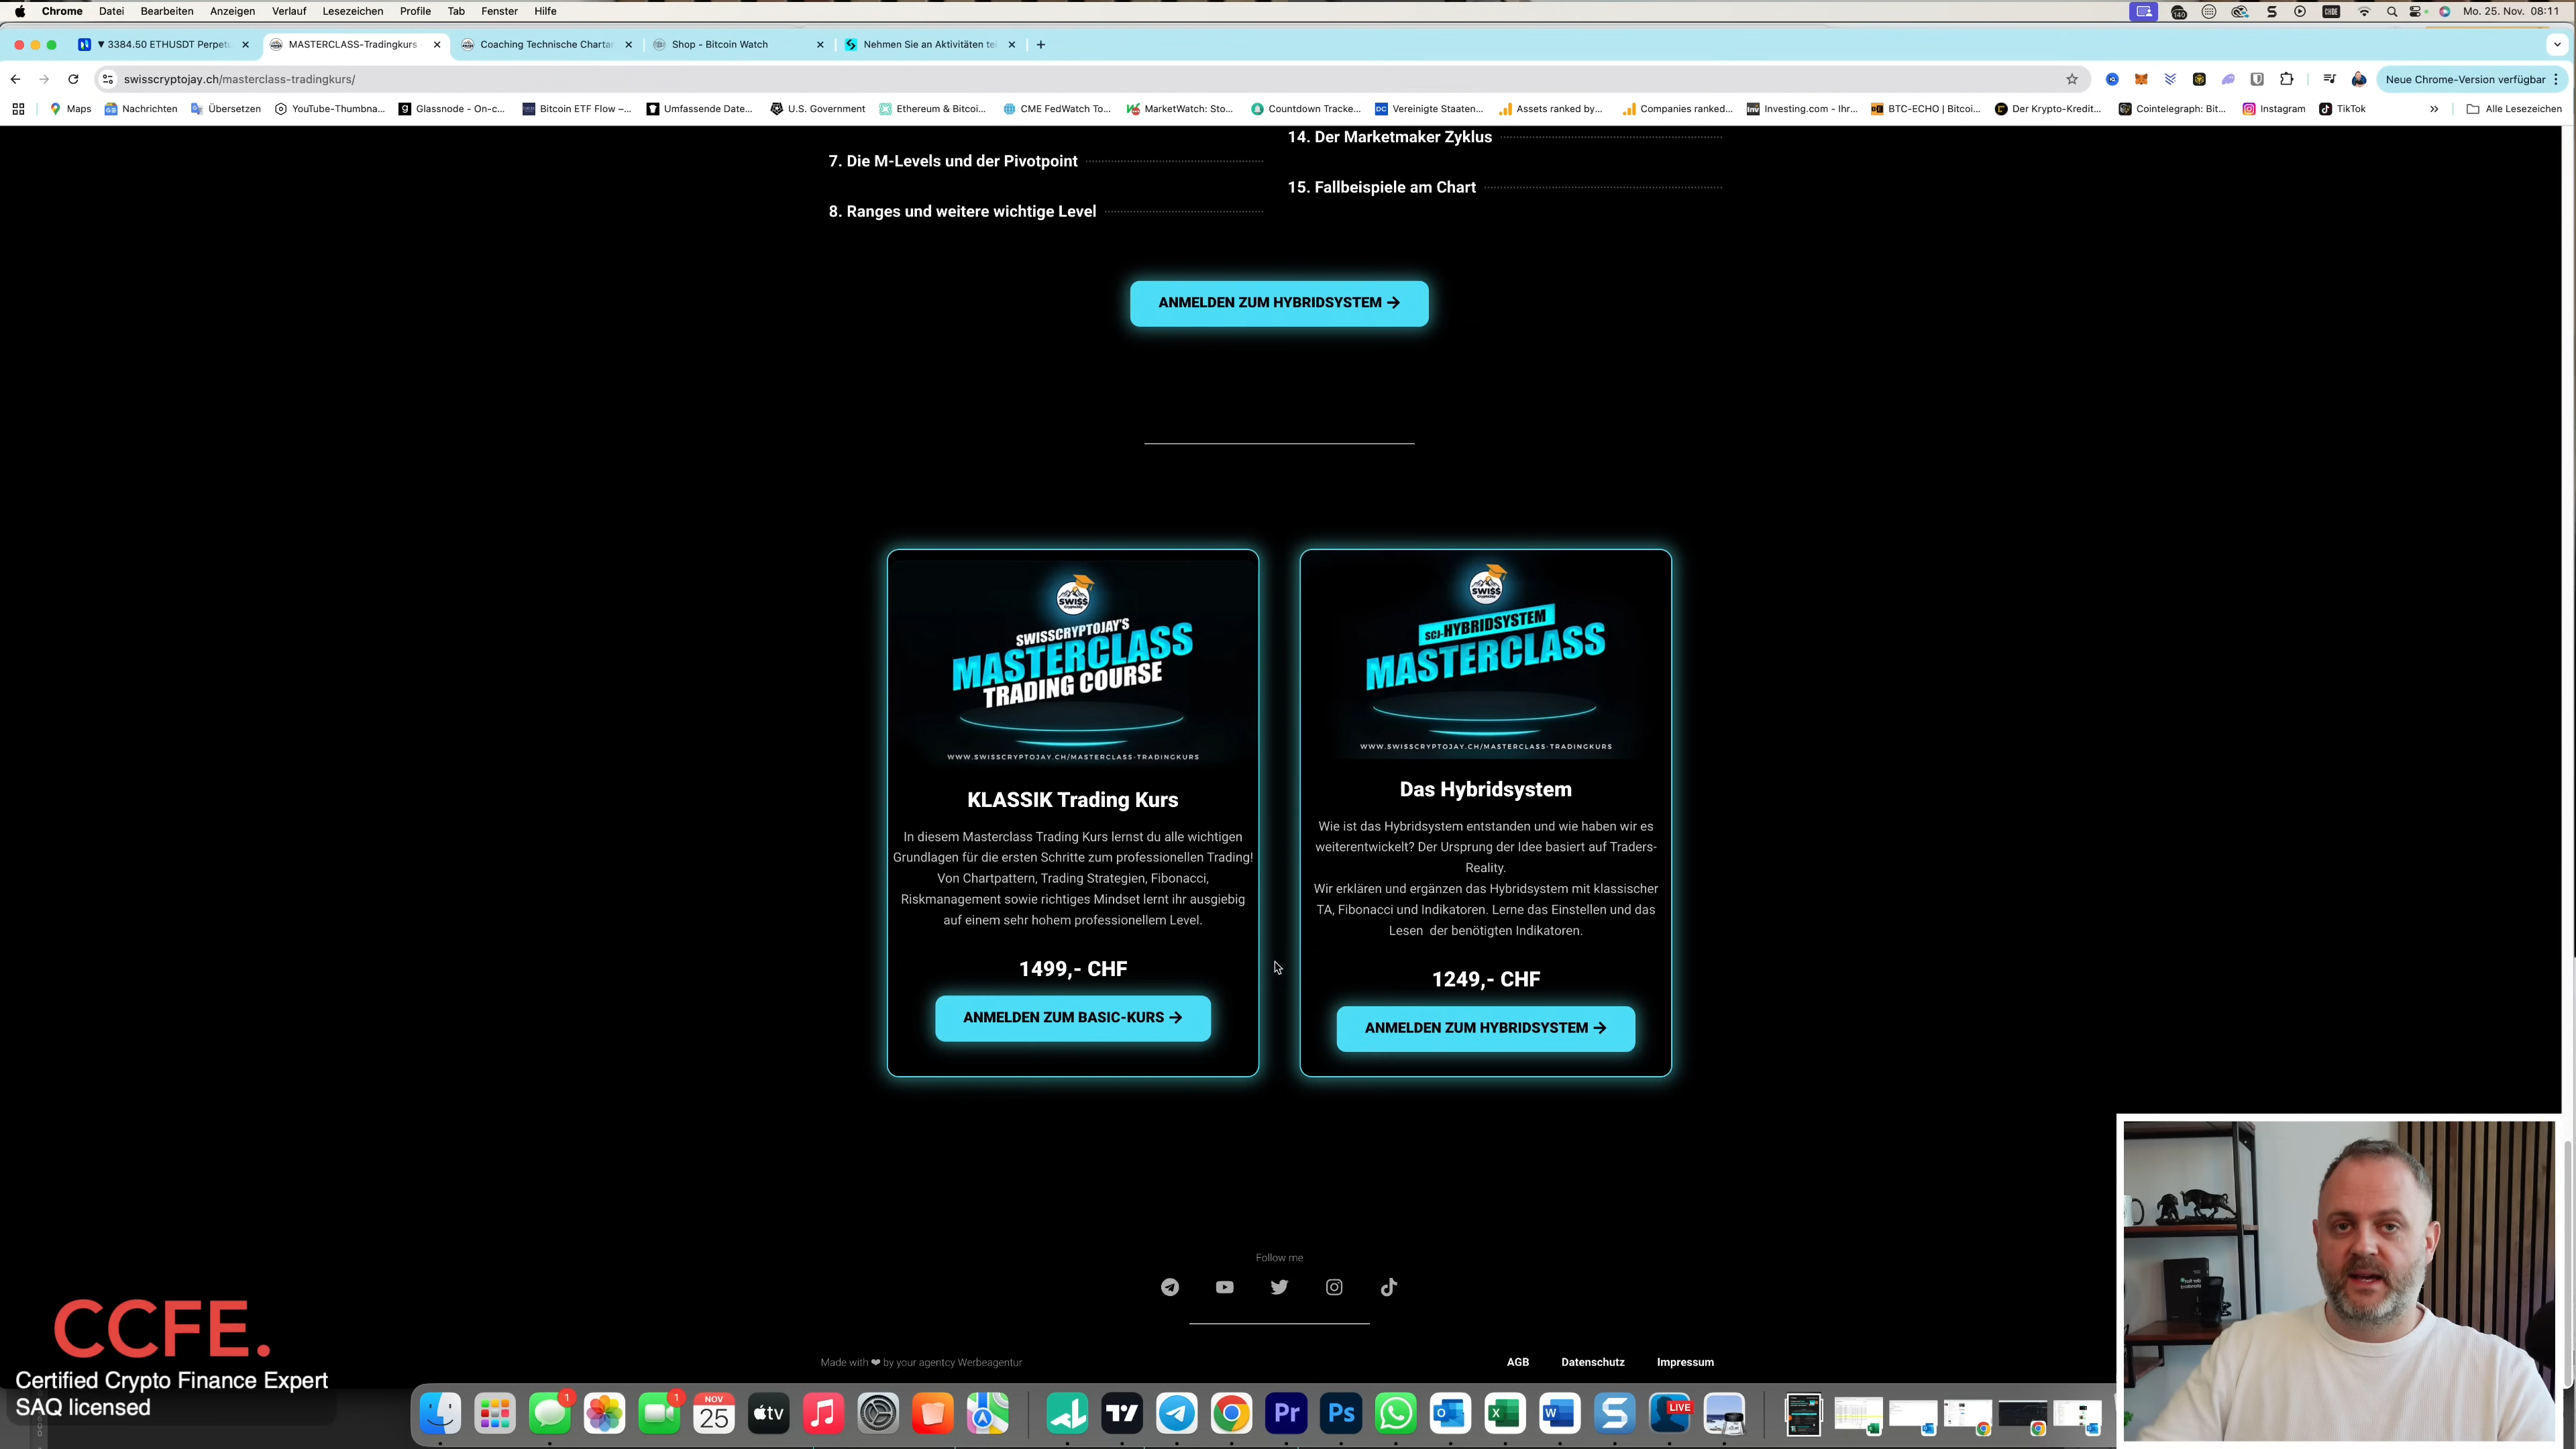 Chrome Datei Bearbeiten Anzeigen Verlauf Lesezeichen Profile Tab Fenster Hilfe
140 CHDE Mo. 25. Nov. 08:11
▼ 3384.50 ETHUSDT Perpetu
MASTERCLASS-Tradingkurs
Coaching Technische Chartan
Shop - Bitcoin Watch
Nehmen Sie an Aktivitäten tei
swisscryptojay.ch/masterclass-tradingkurs/
Neue Chrome-Version verfügbar
Maps
Nachrichten
Übersetzen
YouTube-Thumbna...
Glassnode - On-c...
Bitcoin ETF Flow –...
Umfassende Date...
U.S. Government
Ethereum & Bitcoi...
CME FedWatch To...
MarketWatch: Sto...
Countdown Tracke...
Vereinigte Staaten...
Assets ranked by...
Companies ranked...
Investing.com - Ihr...
BTC-ECHO | Bitcoi...
Der Krypto-Kredit...
Cointelegraph: Bit...
Instagram
TikTok
»
Alle Lesezeichen
7. Die M-Levels und der Pivotpoint
8. Ranges und weitere wichtige Level
14. Der Marketmaker Zyklus
15. Fallbeispiele am Chart
ANMELDEN ZUM HYBRIDSYSTEM →
SWISS
SWISSCRYPTOJAY'S
MASTERCLASS
TRADING COURSE
WWW.SWISSCRYPTOJAY.CH/MASTERCLASS-TRADINGKURS
KLASSIK Trading Kurs
In diesem Masterclass Trading Kurs lernst du alle wichtigen
Grundlagen für die ersten Schritte zum professionellen Trading!
Von Chartpattern, Trading Strategien, Fibonacci,
Riskmanagement sowie richtiges Mindset lernt ihr ausgiebig
auf einem sehr hohem professionellem Level.
1499,- CHF
ANMELDEN ZUM BASIC-KURS →
SWISS
SCJ-HYBRIDSYSTEM
MASTERCLASS
WWW.SWISSCRYPTOJAY.CH/MASTERCLASS-TRADINGKURS
Das Hybridsystem
Wie ist das Hybridsystem entstanden und wie haben wir es
weiterentwickelt? Der Ursprung der Idee basiert auf Traders-
Reality.
Wir erklären und ergänzen das Hybridsystem mit klassischer
TA, Fibonacci und Indikatoren. Lerne das Einstellen und das
Lesen der benötigten Indikatoren.
1249,- CHF
ANMELDEN ZUM HYBRIDSYSTEM →
Follow me
Made with ❤ by your agentcy Werbeagentur
AGB Datenschutz Impressum
CCFE.
Certified Crypto Finance Expert
SAQ licensed
1
1
NOV
25
tv
Pr
Ps
LIVE